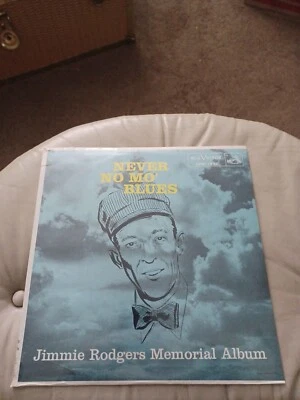 NEVER
NO MO'
BLUES
Jimmie Rodgers Memorial Album